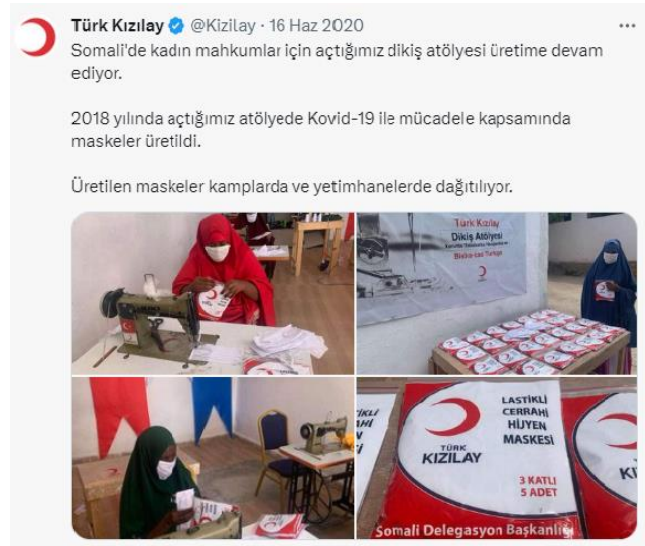 Türk Kızılay @Kizilay · 16 Haz 2020
Somali'de kadın mahkumlar için açtığımız dikiş atölyesi üretime devam
ediyor.
2018 yılında açtığımız atölyede Kovid-19 ile mücadele kapsamında
maskeler üretildi.
Üretilen maskeler kamplarda ve yetimhanelerde dağıtılıyor.
Türk Kızılay
Dikiş Atölyesi
LASTİKLİ
CERRAHİ
HİJYEN
MASKESİ
TÜRK
KIZILAY
3 KATLI
5 ADET
Somali Delegasyon Başkanlığı